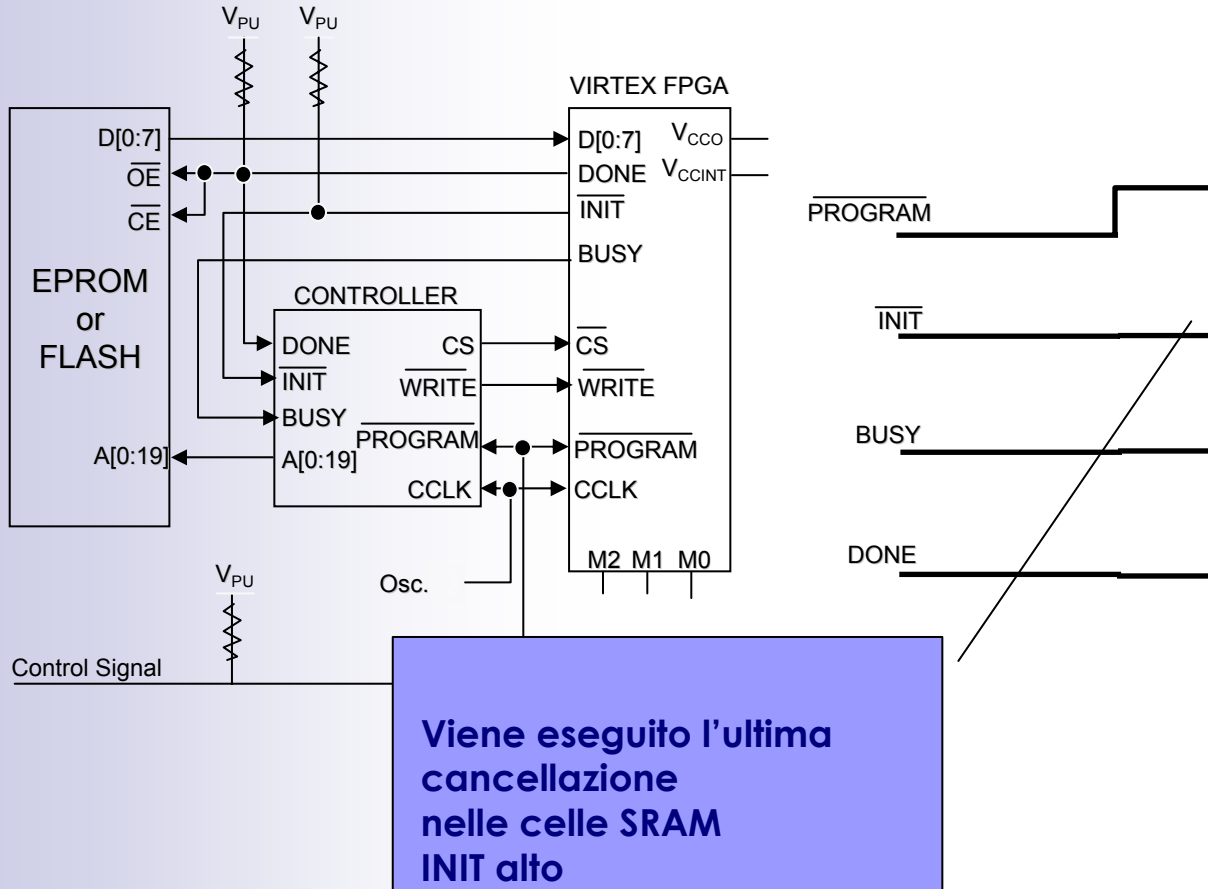 VPU VPU
VIRTEX FPGA
D[0:7]
OE
CE
EPROM
or
FLASH
A[0:19]
D[0:7] VCCO
DONE VCCINT
INIT
BUSY
CS
WRITE
PROGRAM
CCLK
M2 M1 M0
CONTROLLER
DONE CS
INIT WRITE
BUSY PROGRAM
A[0:19]
CCLK
Osc.
VPU
Control Signal
PROGRAM
INIT
BUSY
DONE
Viene eseguito l’ultima
cancellazione
nelle celle SRAM
INIT alto